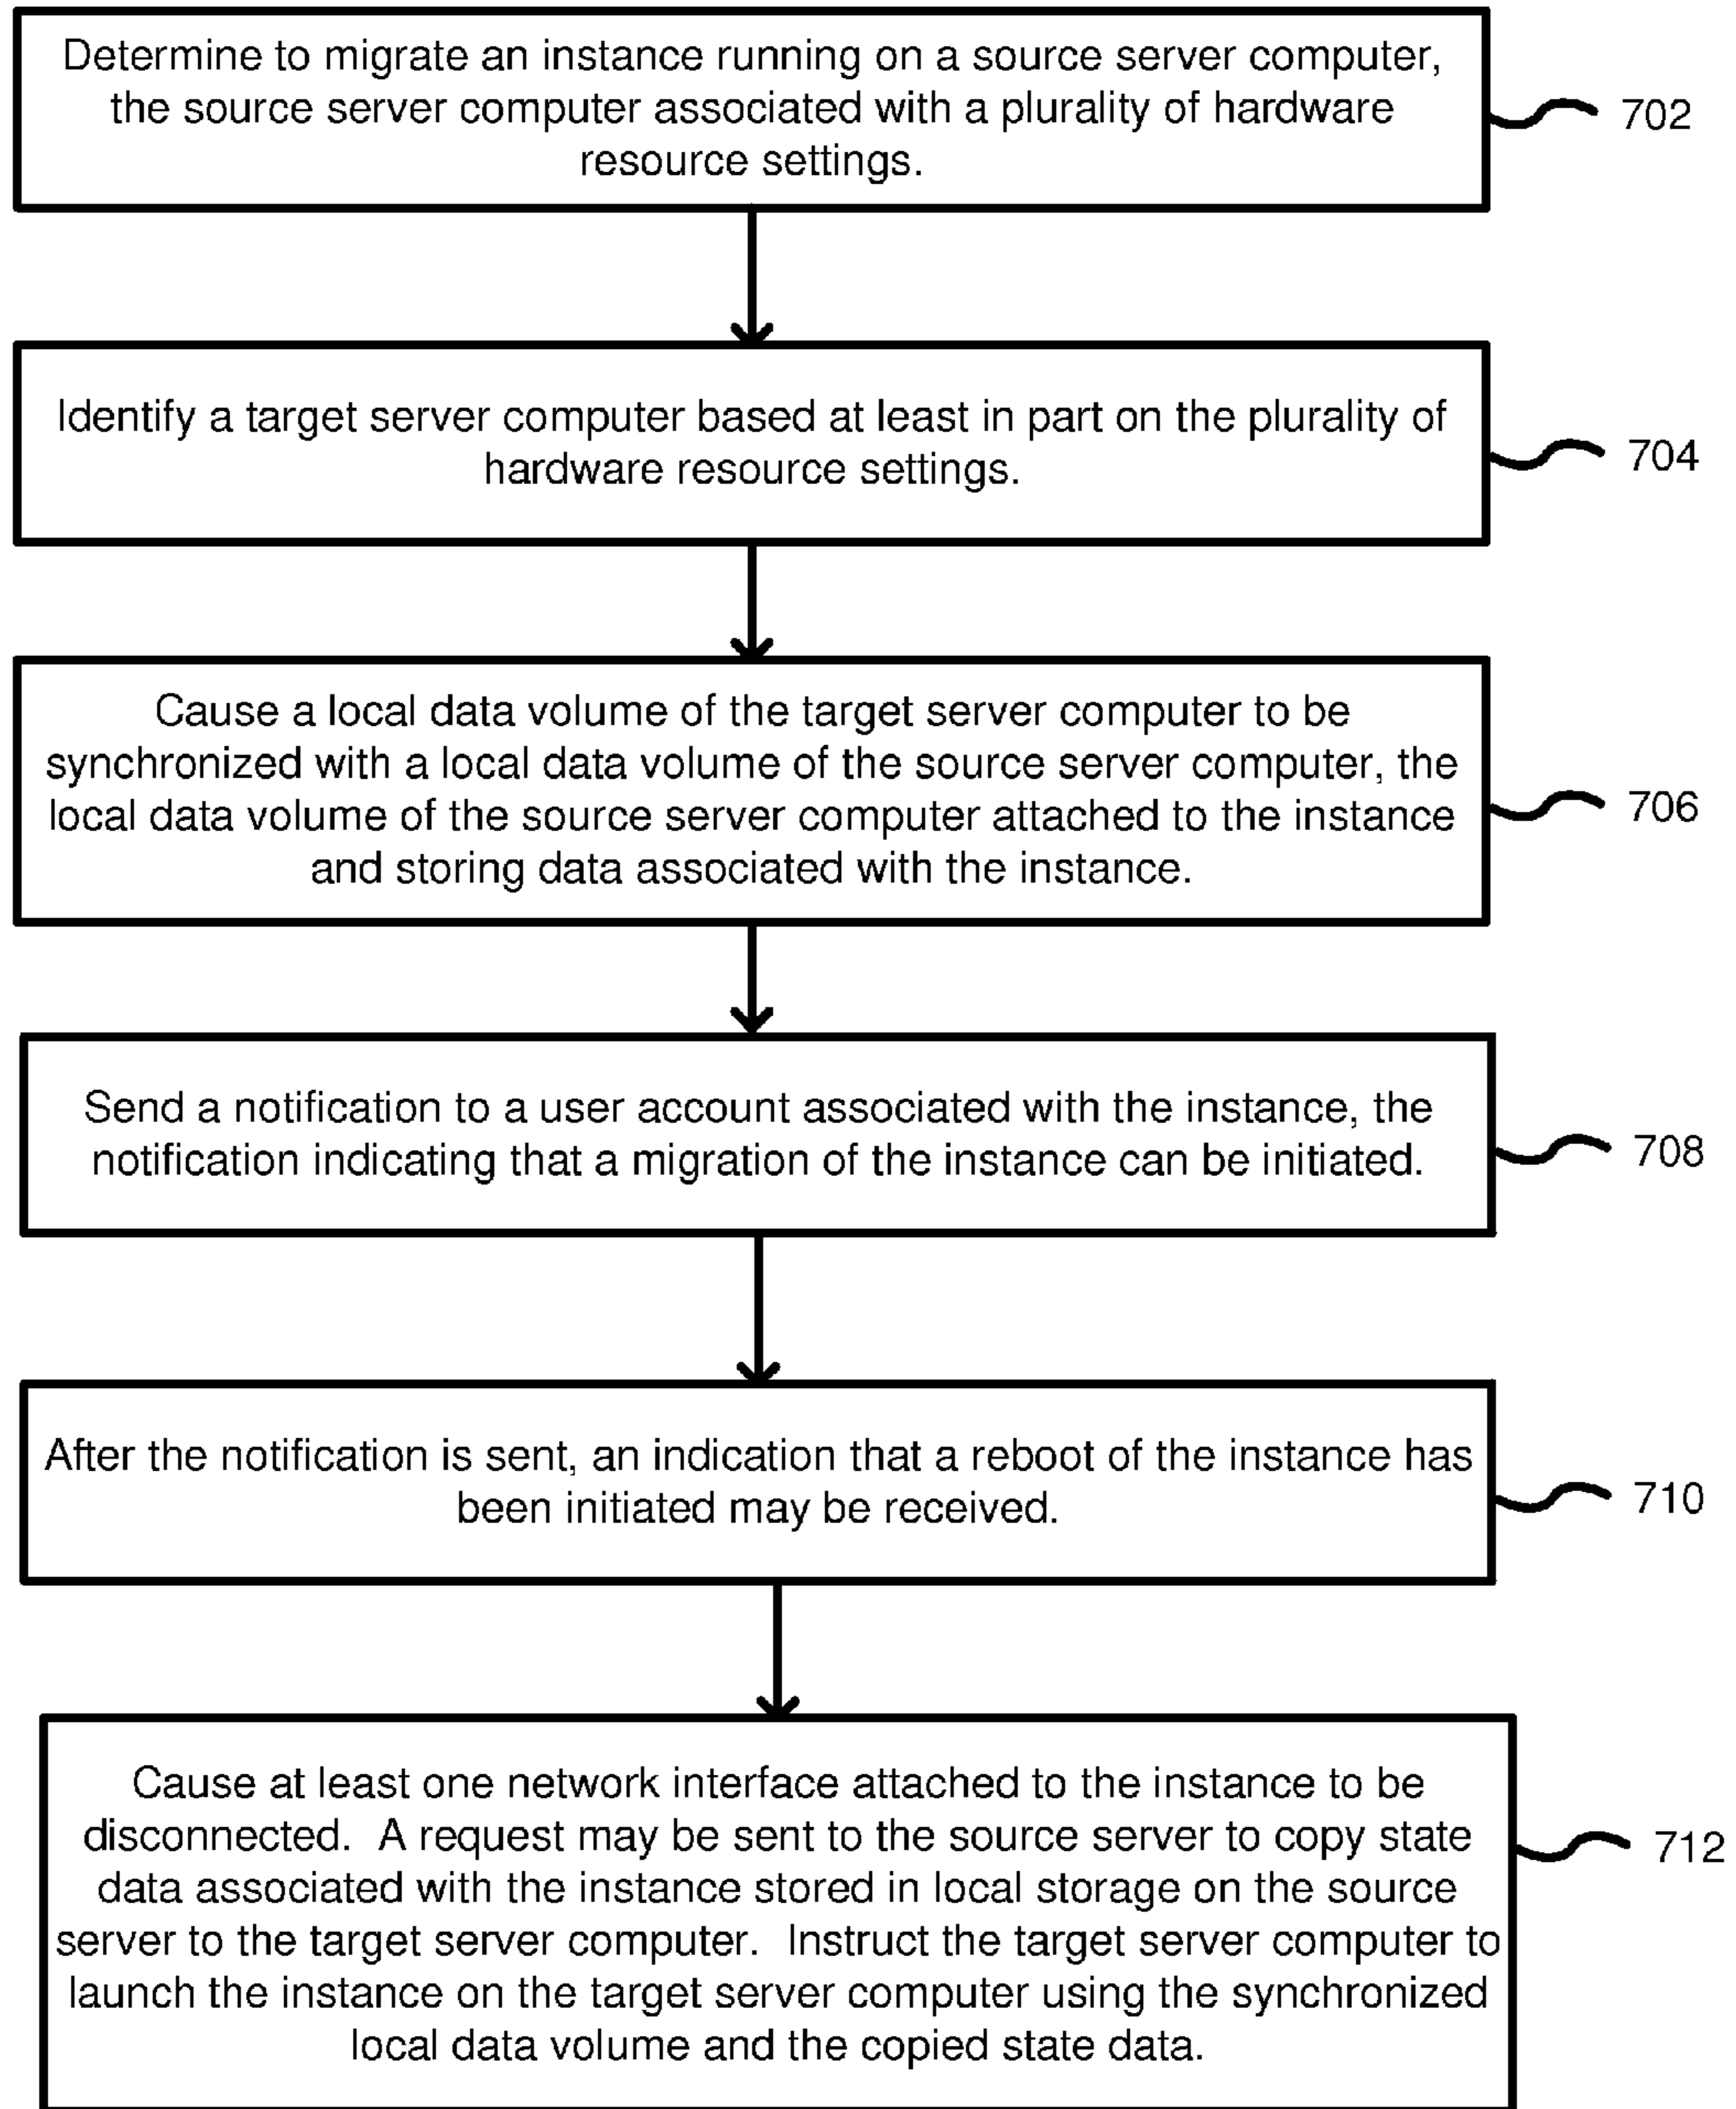 Determine to migrate an instance running on a source server computer,
the source server computer associated with a plurality of hardware
resource settings.
702
Identify a target server computer based at least in part on the plurality of
hardware resource settings.
704
Cause a local data volume of the target server computer to be
synchronized with a local data volume of the source server computer, the
local data volume of the source server computer attached to the instance
and storing data associated with the instance.
706
Send a notification to a user account associated with the instance, the
notification indicating that a migration of the instance can be initiated.
708
After the notification is sent, an indication that a reboot of the instance has
been initiated may be received.
710
Cause at least one network interface attached to the instance to be
disconnected.  A request may be sent to the source server to copy state
data associated with the instance stored in local storage on the source
server to the target server computer.  Instruct the target server computer to
launch the instance on the target server computer using the synchronized
local data volume and the copied state data.
712